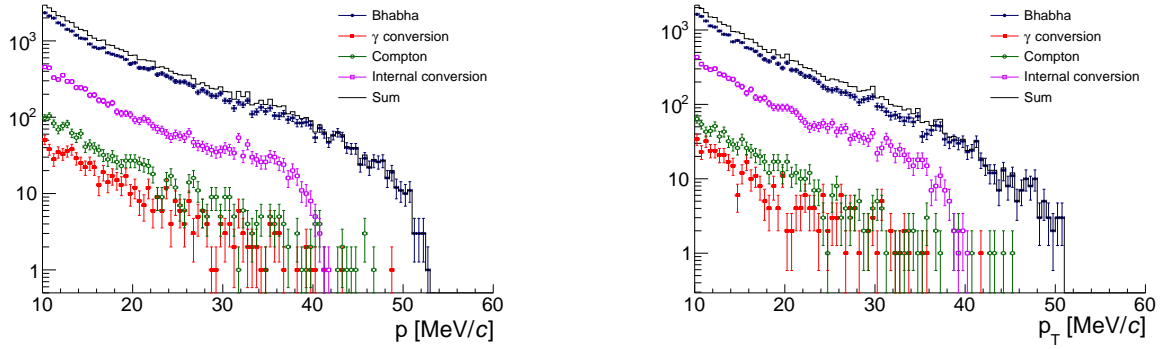 Bhabha
γ conversion
Compton
Internal conversion
Sum
10³
10²
10
1
10 20 30 40 50 60
p [MeV/c]
Bhabha
γ conversion
Compton
Internal conversion
Sum
10³
10²
10
1
10 20 30 40 50 60
p_T [MeV/c]